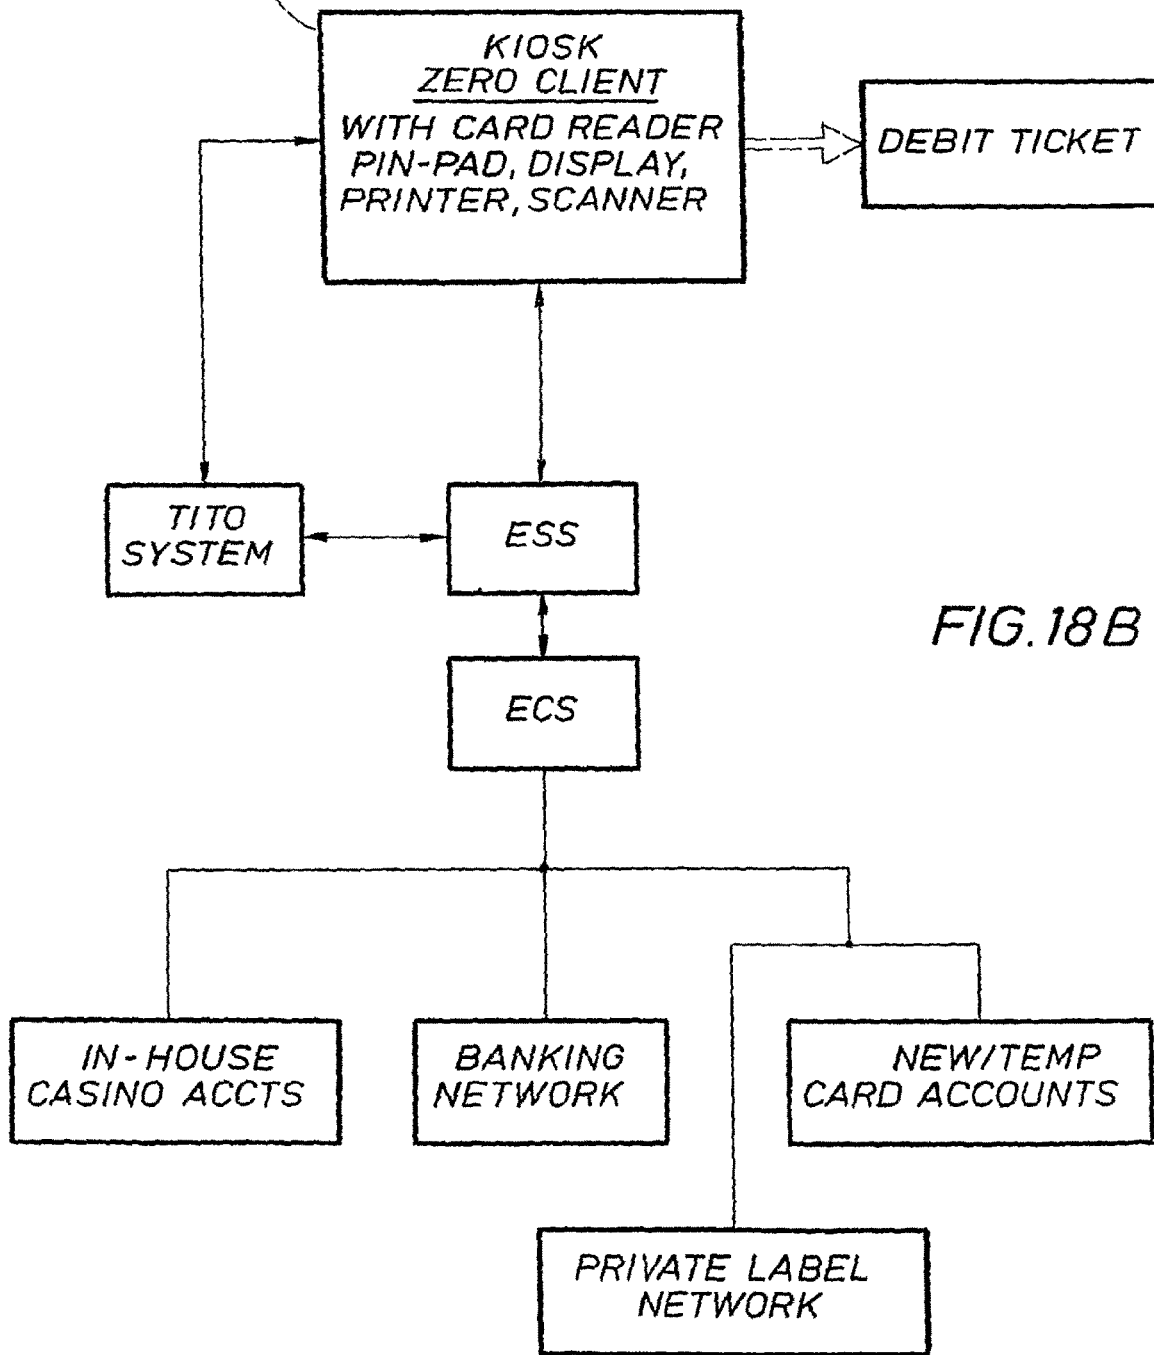 KIOSK
ZERO CLIENT
WITH CARD READER
PIN-PAD, DISPLAY,
PRINTER, SCANNER
DEBIT TICKET
TITO
SYSTEM
ESS
FIG. 18B
ECS
IN-HOUSE
CASINO ACCTS
BANKING
NETWORK
NEW/TEMP
CARD ACCOUNTS
PRIVATE LABEL
NETWORK